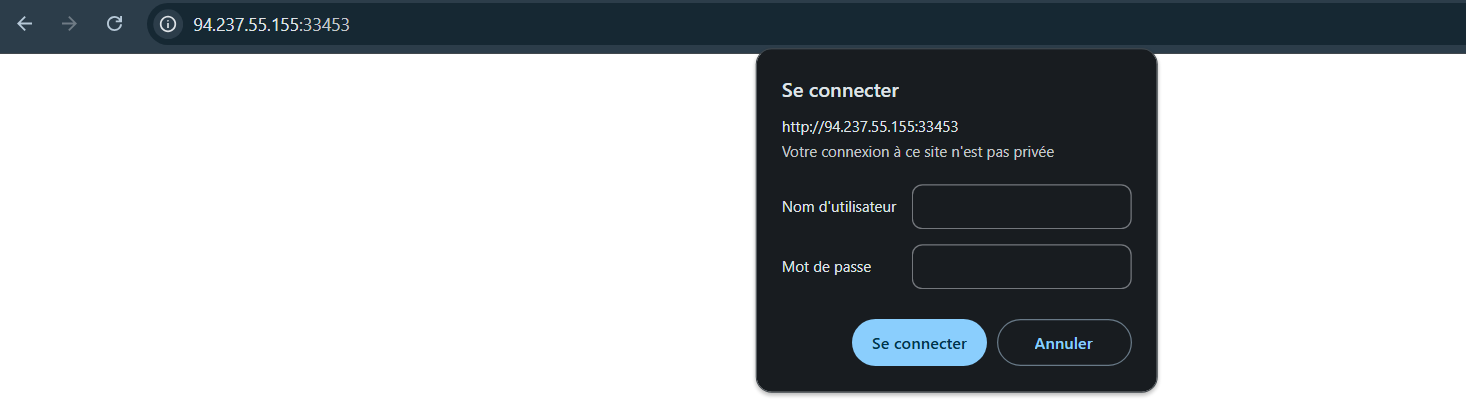 94.237.55.155:33453
Se connecter
http://94.237.55.155:33453
Votre connexion à ce site n'est pas privée
Nom d'utilisateur
Mot de passe
Se connecter Annuler